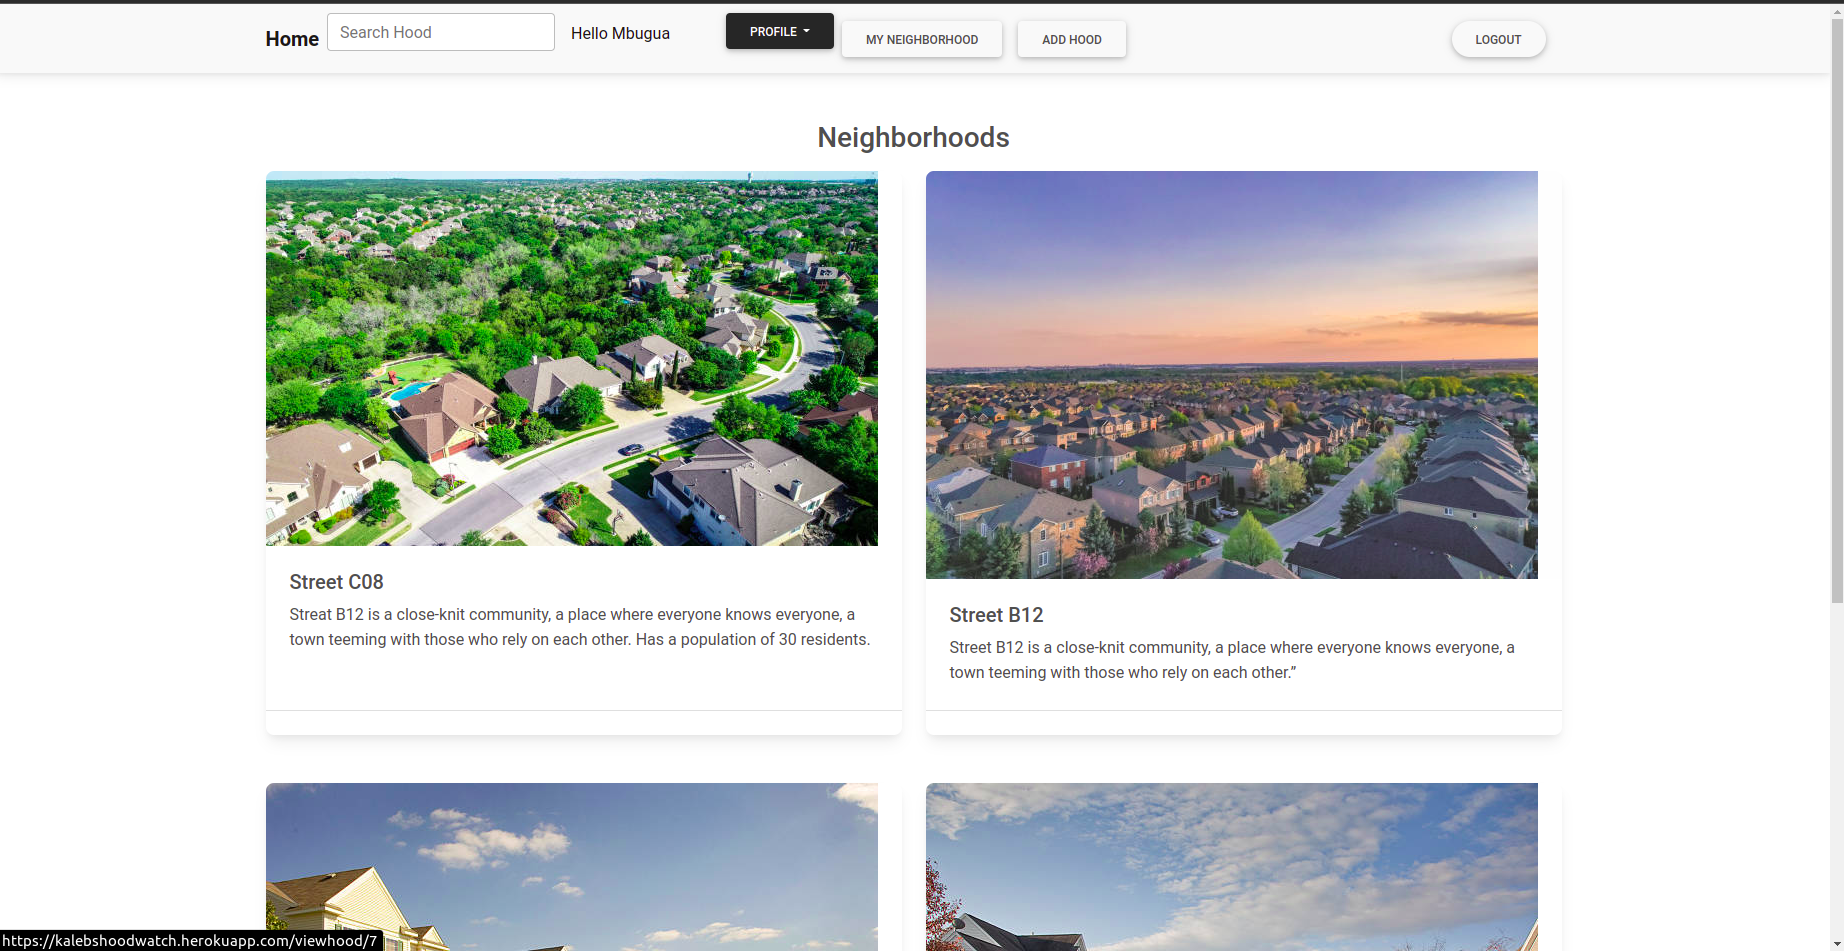 Home
Search Hood
Hello Mbugua
PROFILE
MY NEIGHBORHOOD
ADD HOOD
LOGOUT
Neighborhoods
Street C08
Streat B12 is a close-knit community, a place where everyone knows everyone, a
town teeming with those who rely on each other. Has a population of 30 residents.
Street B12
Street B12 is a close-knit community, a place where everyone knows everyone, a
town teeming with those who rely on each other.”
https://kalebshoodwatch.herokuapp.com/viewhood/7